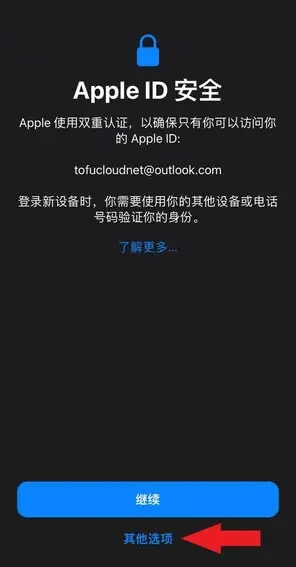 Apple ID 安全
Apple 使用双重认证，以确保只有你可以访问你
的 Apple ID:
tofucloudnet@outlook.com
登录新设备时，你需要使用你的其他设备或电话
号码验证你的身份。
了解更多...
继续
其他选项